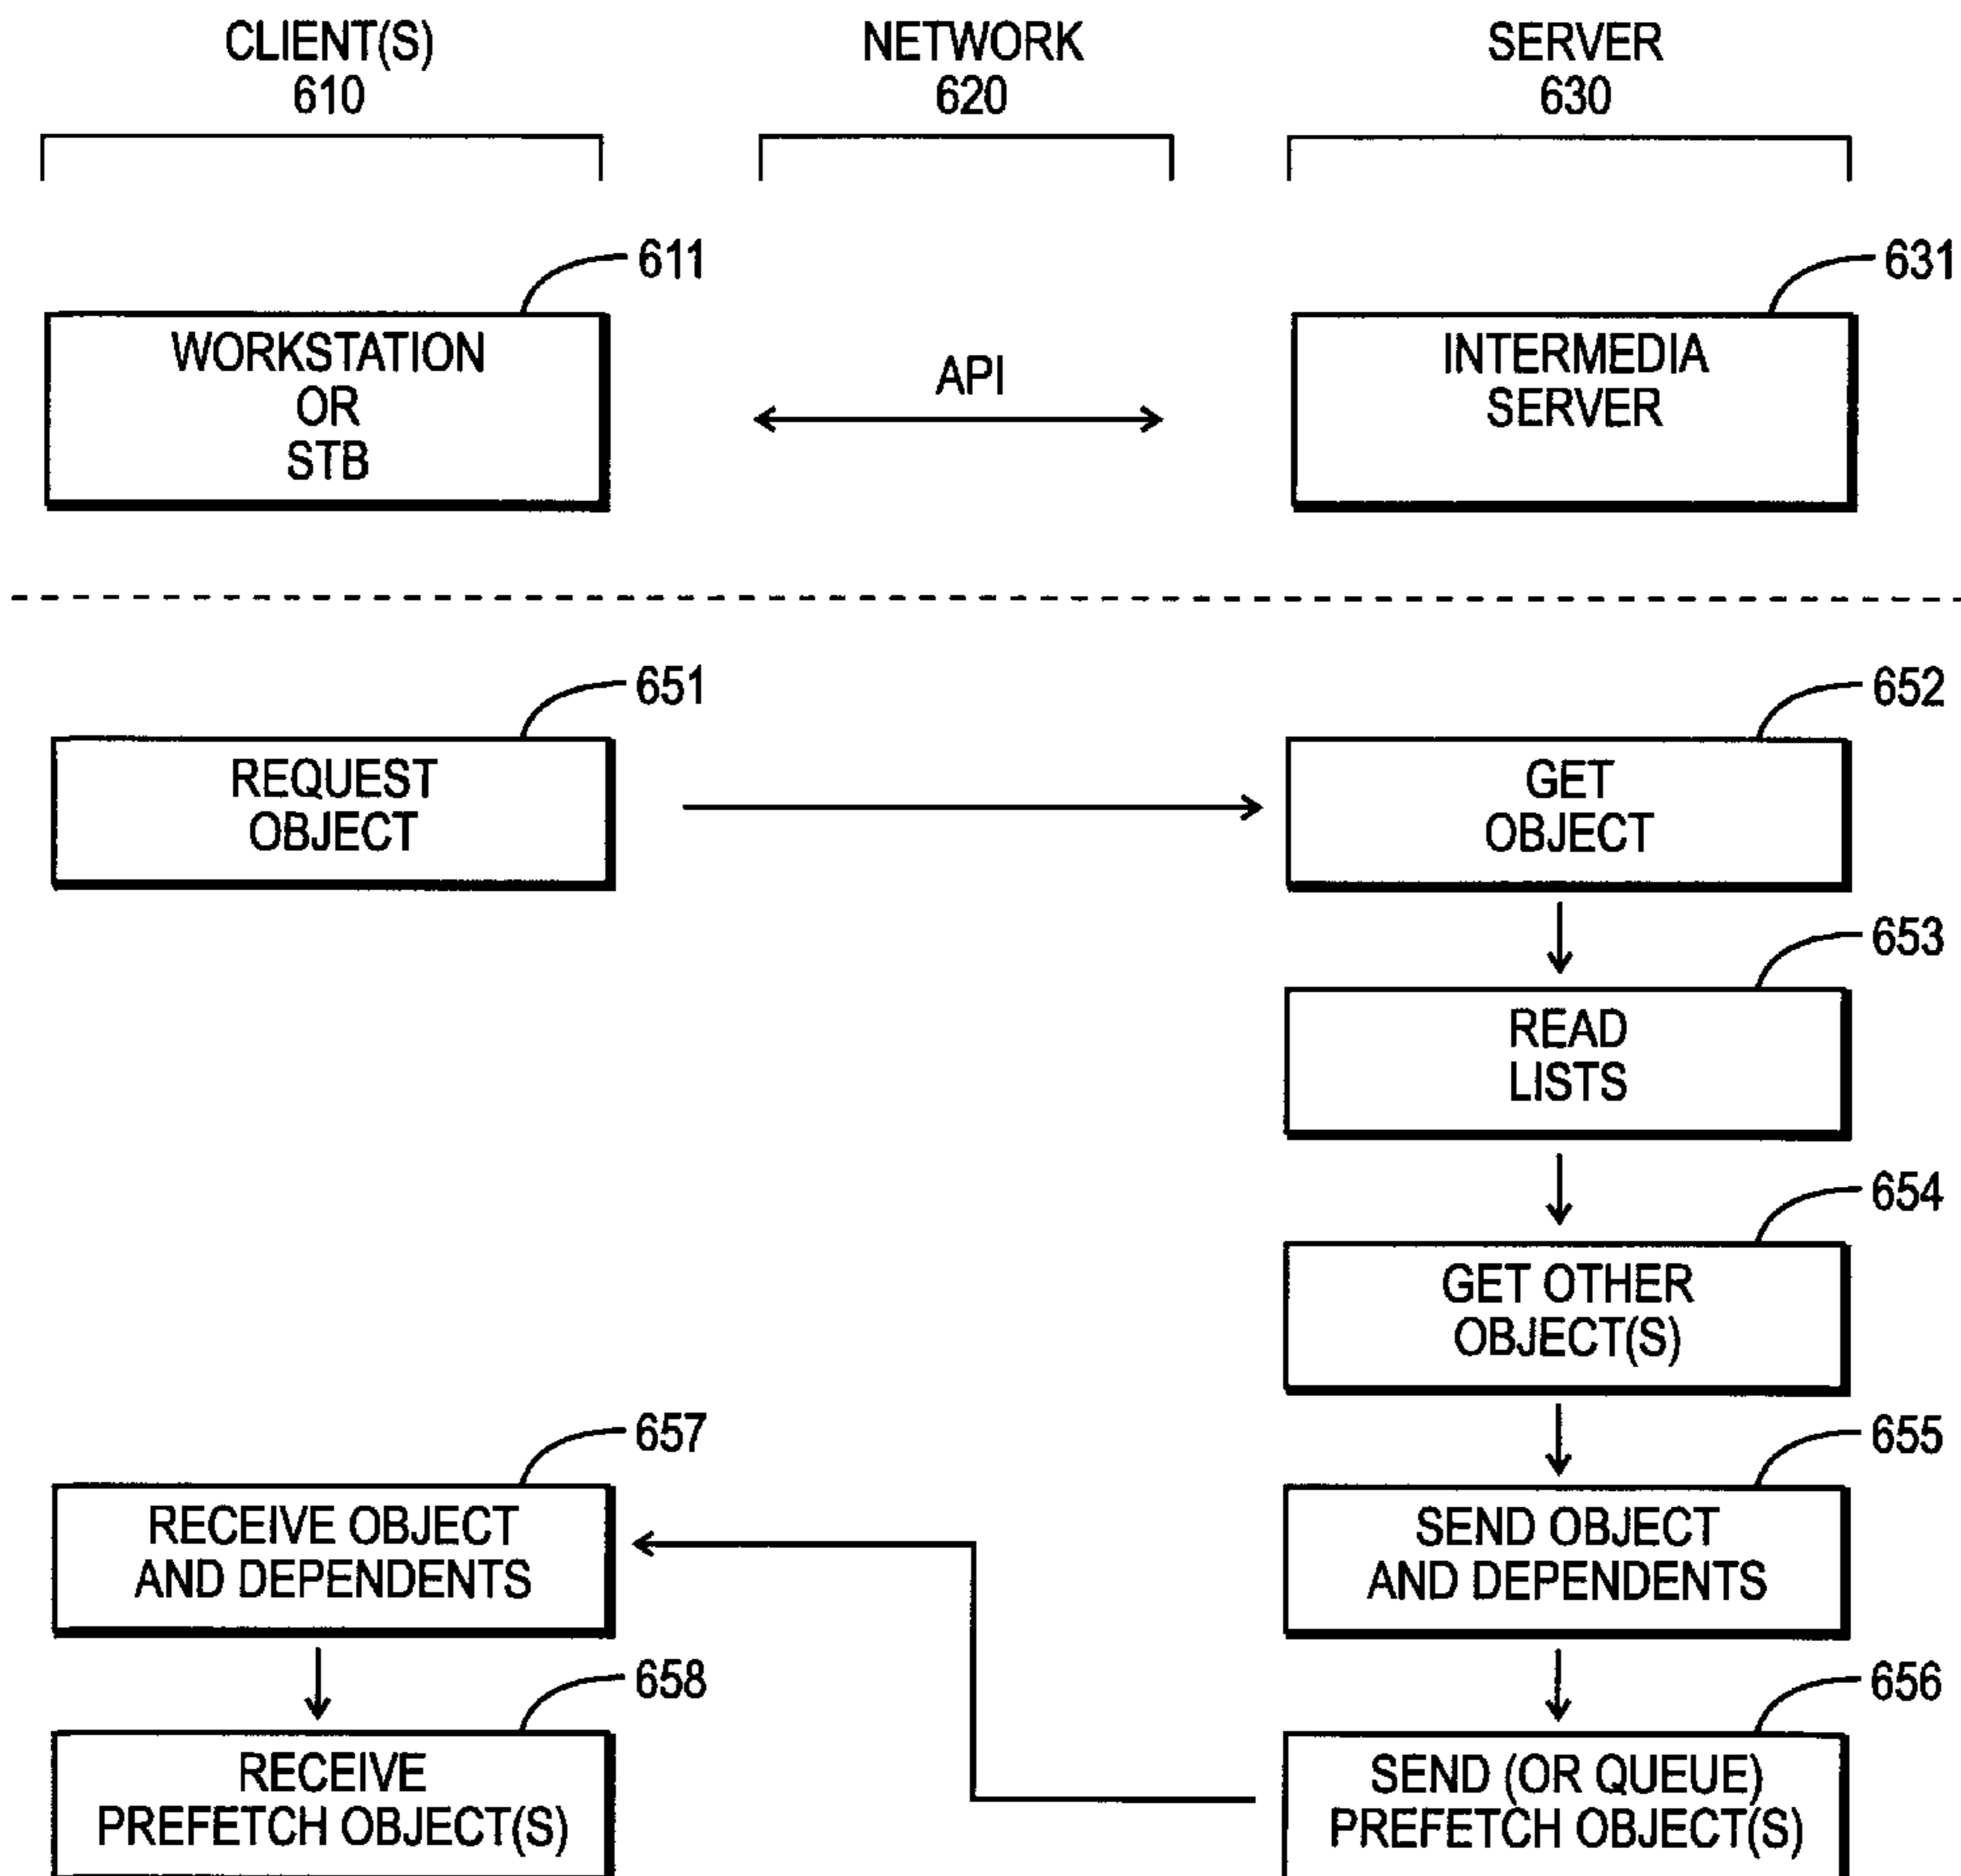 CLIENT(S)
610
NETWORK
620
SERVER
630
611
631
WORKSTATION
OR
STB
API
INTERMEDIA
SERVER
651
652
REQUEST
OBJECT
GET
OBJECT
653
READ
LISTS
654
GET OTHER
OBJECT(S)
657
655
RECEIVE OBJECT
AND DEPENDENTS
SEND OBJECT
AND DEPENDENTS
658
656
RECEIVE
PREFETCH OBJECT(S)
SEND (OR QUEUE)
PREFETCH OBJECT(S)